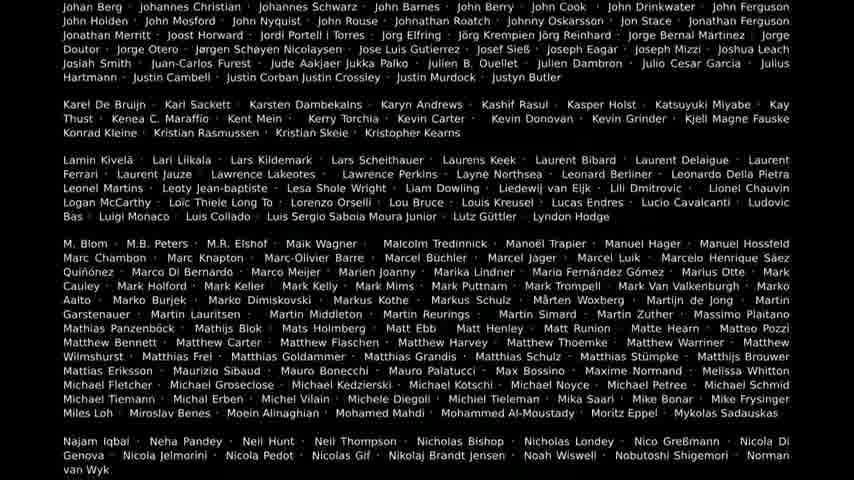 Johan Berg · Johannes Christian · Johannes Schwarz · John Barnes · John Berry · John Cook · John Drinkwater · John Ferguson
John Holden · John Mosford · John Nyquist · John Rouse · Johnathan Roatch · Johnny Oskarsson · Jon Stace · Jonathan Ferguson
Jonathan Merritt · Joost Horward · Jordi Portell i Torres · Jörg Elfring · Jörg Krempien Jörg Reinhard · Jorge Bernal Martinez · Jorge
Doutor · Jorge Otero · Jørgen Schøyen Nicolaysen · Jose Luis Gutierrez · Josef Sieß · Joseph Eagar · Joseph Mizzi · Joshua Leach
Josiah Smith · Juan-Carlos Furest · Jude Aakjaer Jukka Palko · Julien B. Ouellet · Julien Dambron · Julio Cesar Garcia · Julius
Hartmann · Justin Cambell · Justin Corban Justin Crossley · Justin Murdock · Justyn Butler
Karel De Bruijn · Karl Sackett · Karsten Dambekalns · Karyn Andrews · Kashif Rasul · Kasper Holst · Katsuyuki Miyabe · Kay
Thust · Kenea C. Maraffio · Kent Mein · Kerry Torchia · Kevin Carter · Kevin Donovan · Kevin Grinder · Kjell Magne Fauske
Konrad Kleine · Kristian Rasmussen · Kristian Skeie · Kristopher Kearns
Lamin Kivelä · Lari Liikala · Lars Kildemark · Lars Scheithauer · Laurens Keek · Laurent Bibard · Laurent Delaigue · Laurent
Ferrari · Laurent Jauze · Lawrence Lakeotes · Lawrence Perkins · Layne Northsea · Leonard Berliner · Leonardo Della Pietra
Leonel Martins · Leoty Jean-baptiste · Lesa Shole Wright · Liam Dowling · Liedewij van Eljk · Lili Dmitrovic · Lionel Chauvin
Logan McCarthy · Loïc Thiele Long To · Lorenzo Orselli · Lou Bruce · Louis Kreusel · Lucas Endres · Lucio Cavalcanti · Ludovic
Bas · Luigi Monaco · Luis Collado · Luis Sergio Saboia Moura Junior · Lutz Güttler · Lyndon Hodge
M. Blom · M.B. Peters · M.R. Elshof · Maik Wagner · Malcolm Tredinnick · Manoël Trapier · Manuel Hager · Manuel Hossfeld
Marc Chambon · Marc Knapton · Marc-Olivier Barre · Marcel Büchler · Marcel Jager · Marcel Luik · Marcelo Henrique Sáez
Quiñónez · Marco Di Bernardo · Marco Meijer · Marien Joanny · Marika Lindner · Mario Fernández Gómez · Marius Otte · Mark
Cauley · Mark Holford · Mark Keller · Mark Kelly · Mark Mims · Mark Puttnam · Mark Trompell · Mark Van Valkenburgh · Marko
Aalto · Marko Burjek · Marko Dimiskovski · Markus Kothe · Markus Schulz · Mårten Woxberg · Martijn de Jong · Martin
Garstenauer · Martin Lauritsen · Martin Middleton · Martin Reurings · Martin Simard · Martin Zuther · Massimo Plaitano
Mathias Panzenböck · Mathijs Blok · Mats Holmberg · Matt Ebb · Matt Henley · Matt Runion · Matte Hearn · Matteo Pozzi
Matthew Bennett · Matthew Carter · Matthew Flaschen · Matthew Harvey · Matthew Thoemke · Matthew Warriner · Matthew
Wilmshurst · Matthias Frei · Matthias Goldammer · Matthias Grandis · Matthias Schulz · Matthias Stümpke · Matthijs Brouwer
Mattias Eriksson · Maurizio Sibaud · Mauro Bonecchi · Mauro Palatucci · Max Bossino · Maxime Normand · Melissa Whitton
Michael Fletcher · Michael Groseclose · Michael Kedzierski · Michael Kotschi · Michael Noyce · Michael Petree · Michael Schmid
Michael Tiemann · Michal Erben · Michel Vilain · Michele Diegoli · Michiel Tieleman · Mika Saari · Mike Bonar · Mike Frysinger
Miles Loh · Miroslav Benes · Moein Alinaghian · Mohamed Mahdi · Mohammed Al-Moustady · Moritz Eppel · Mykolas Sadauskas
Najam Iqbal · Neha Pandey · Neil Hunt · Neil Thompson · Nicholas Bishop · Nicholas Londey · Nico Greßmann · Nicola Di
Genova · Nicola Jelmorini · Nicola Pedot · Nicolas Gif · Nikolaj Brandt Jensen · Noah Wiswell · Nobutoshi Shigemori · Norman
van Wyk